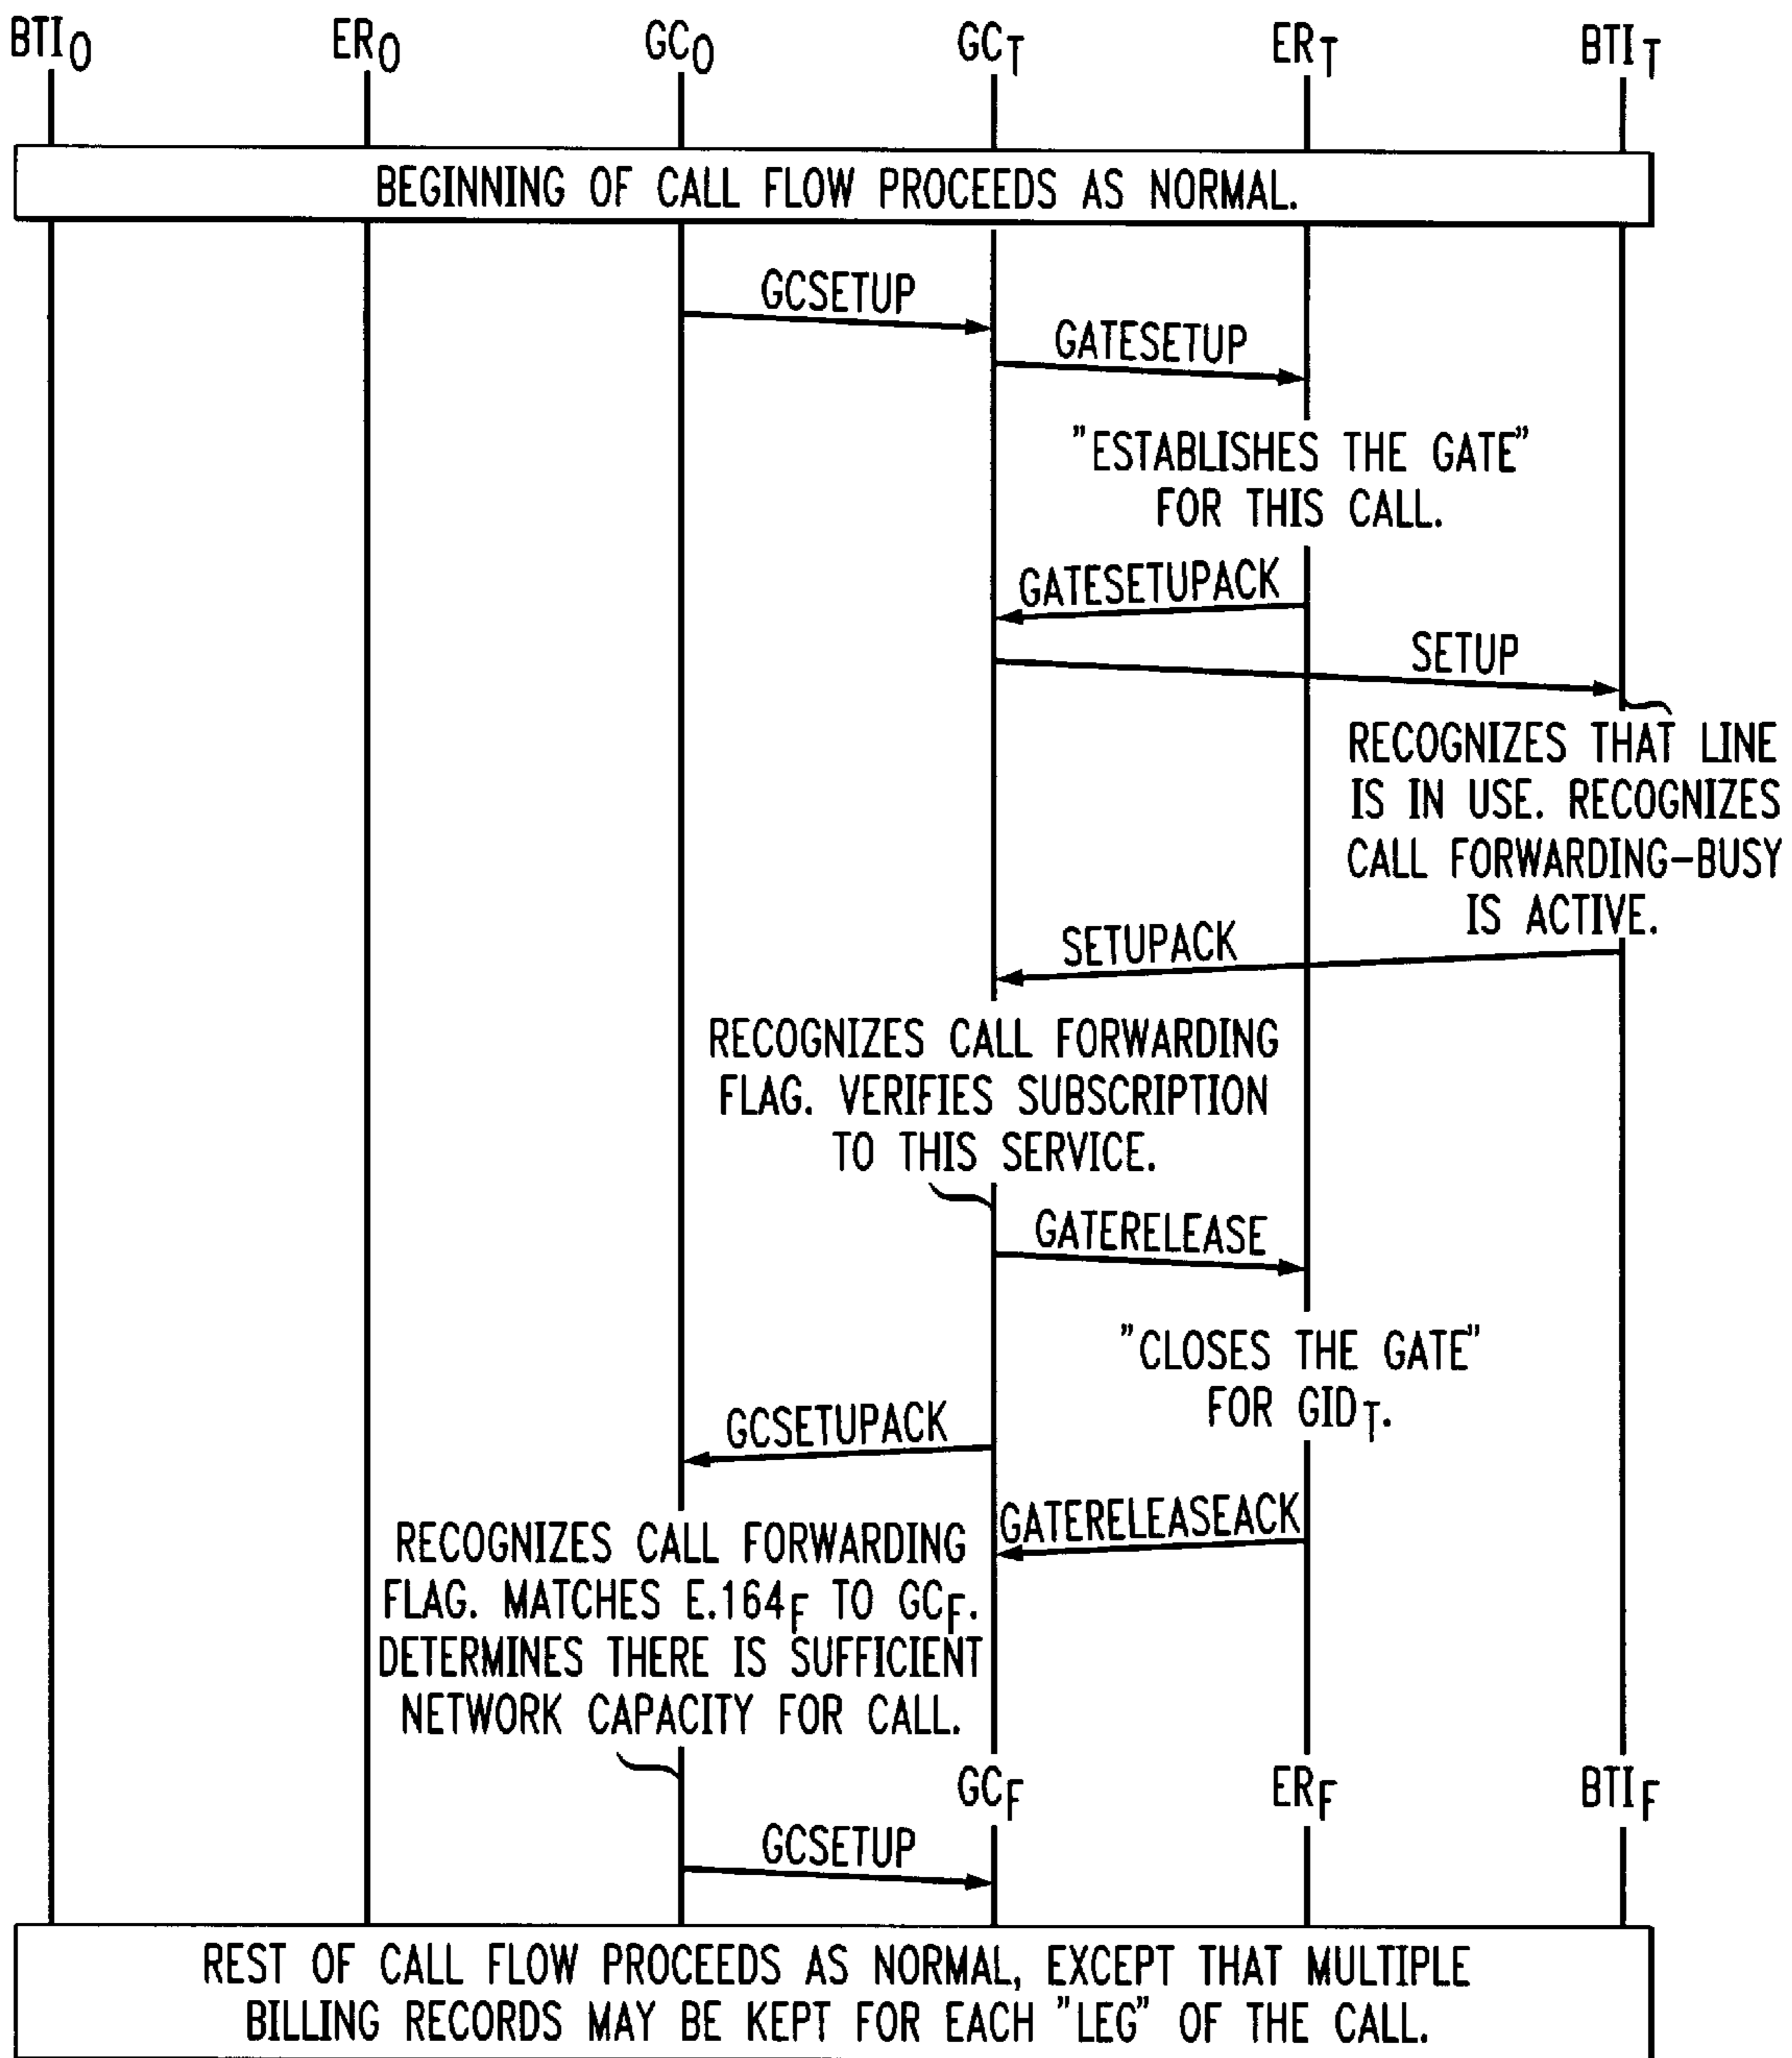 BTIO ERO GCO GCT ERT BTIT
BEGINNING OF CALL FLOW PROCEEDS AS NORMAL.
GCSETUP
GATESETUP
"ESTABLISHES THE GATE"
FOR THIS CALL.
GATESETUPACK
SETUP
RECOGNIZES THAT LINE
IS IN USE. RECOGNIZES
CALL FORWARDING-BUSY
IS ACTIVE.
SETUPACK
RECOGNIZES CALL FORWARDING
FLAG. VERIFIES SUBSCRIPTION
TO THIS SERVICE.
GATERELEASE
"CLOSES THE GATE"
FOR GIDT.
GCSETUPACK
GATERELEASEACK
RECOGNIZES CALL FORWARDING
FLAG. MATCHES E.164F TO GCF.
DETERMINES THERE IS SUFFICIENT
NETWORK CAPACITY FOR CALL.
GCF ERF BTIF
GCSETUP
REST OF CALL FLOW PROCEEDS AS NORMAL, EXCEPT THAT MULTIPLE
BILLING RECORDS MAY BE KEPT FOR EACH "LEG" OF THE CALL.